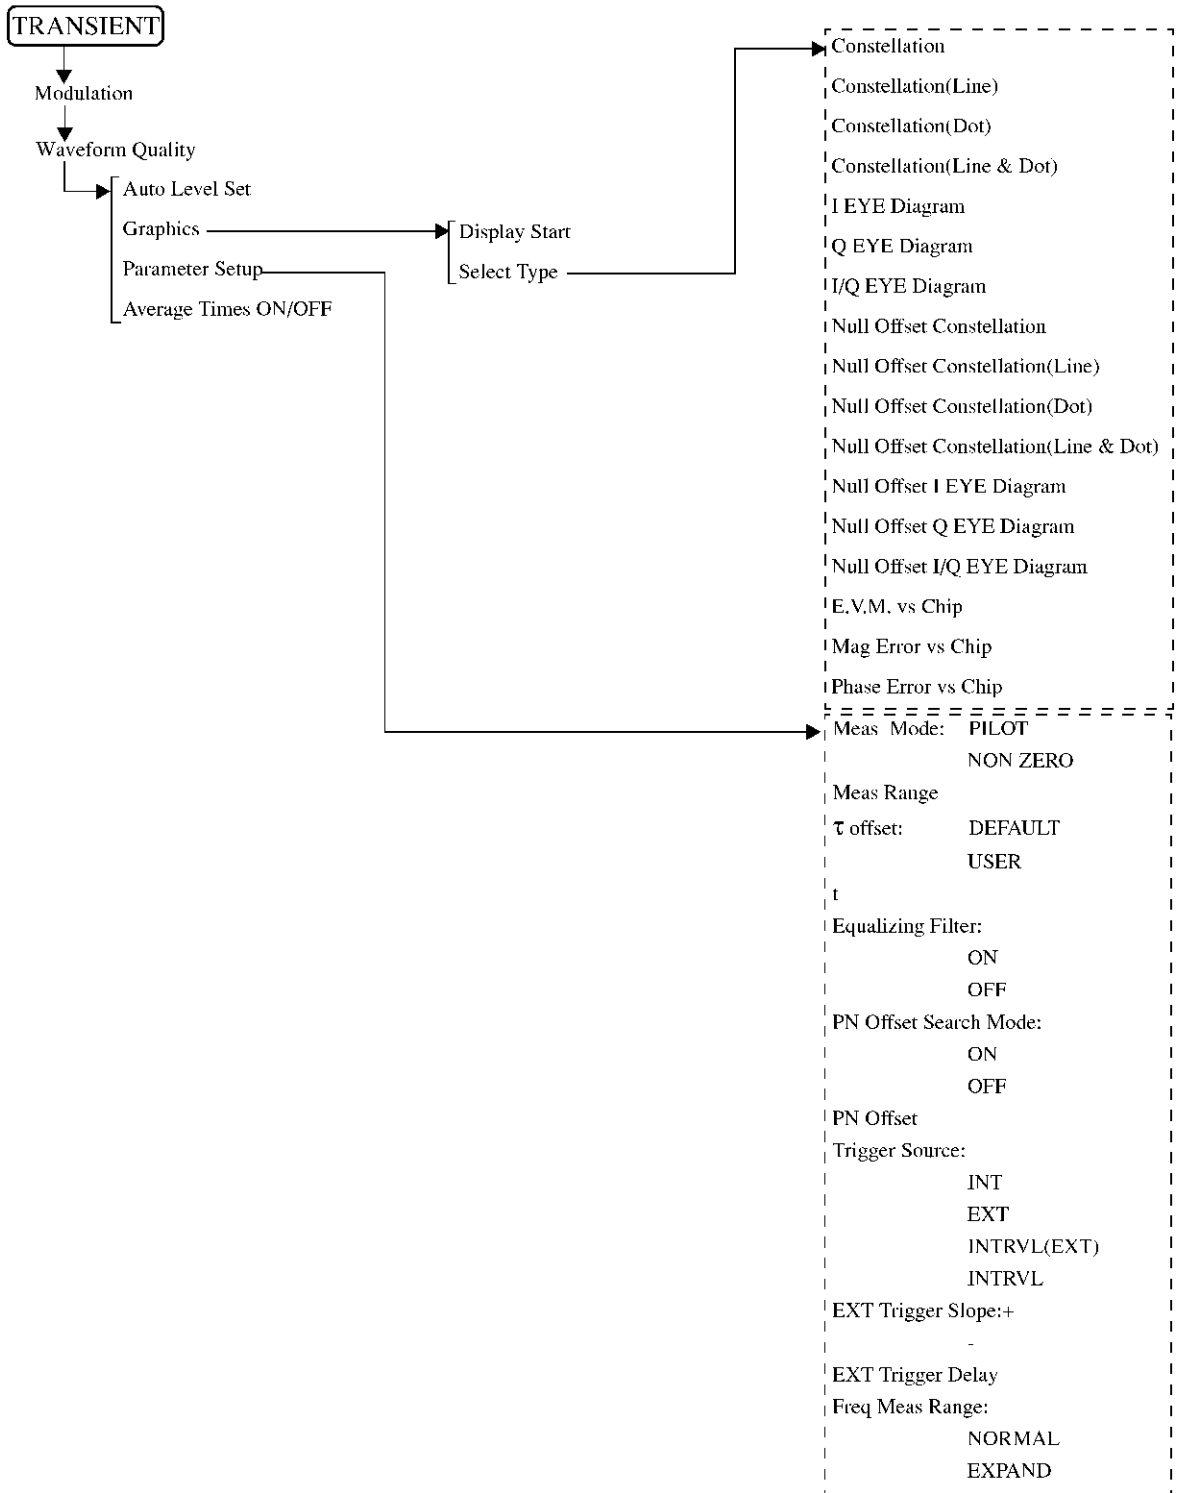 TRANSIENT
Modulation
Waveform Quality
Auto Level Set
Graphics
Parameter Setup
Average Times ON/OFF
Display Start
Select Type
Constellation
Constellation(Line)
Constellation(Dot)
Constellation(Line & Dot)
I EYE Diagram
Q EYE Diagram
I/Q EYE Diagram
Null Offset Constellation
Null Offset Constellation(Line)
Null Offset Constellation(Dot)
Null Offset Constellation(Line & Dot)
Null Offset I EYE Diagram
Null Offset Q EYE Diagram
Null Offset I/Q EYE Diagram
E.V.M. vs Chip
Mag Error vs Chip
Phase Error vs Chip
Meas Mode: PILOT
NON ZERO
Meas Range
τ offset: DEFAULT
USER
t
Equalizing Filter:
ON
OFF
PN Offset Search Mode:
ON
OFF
PN Offset
Trigger Source:
INT
EXT
INTRVL(EXT)
INTRVL
EXT Trigger Slope:+
-
EXT Trigger Delay
Freq Meas Range:
NORMAL
EXPAND